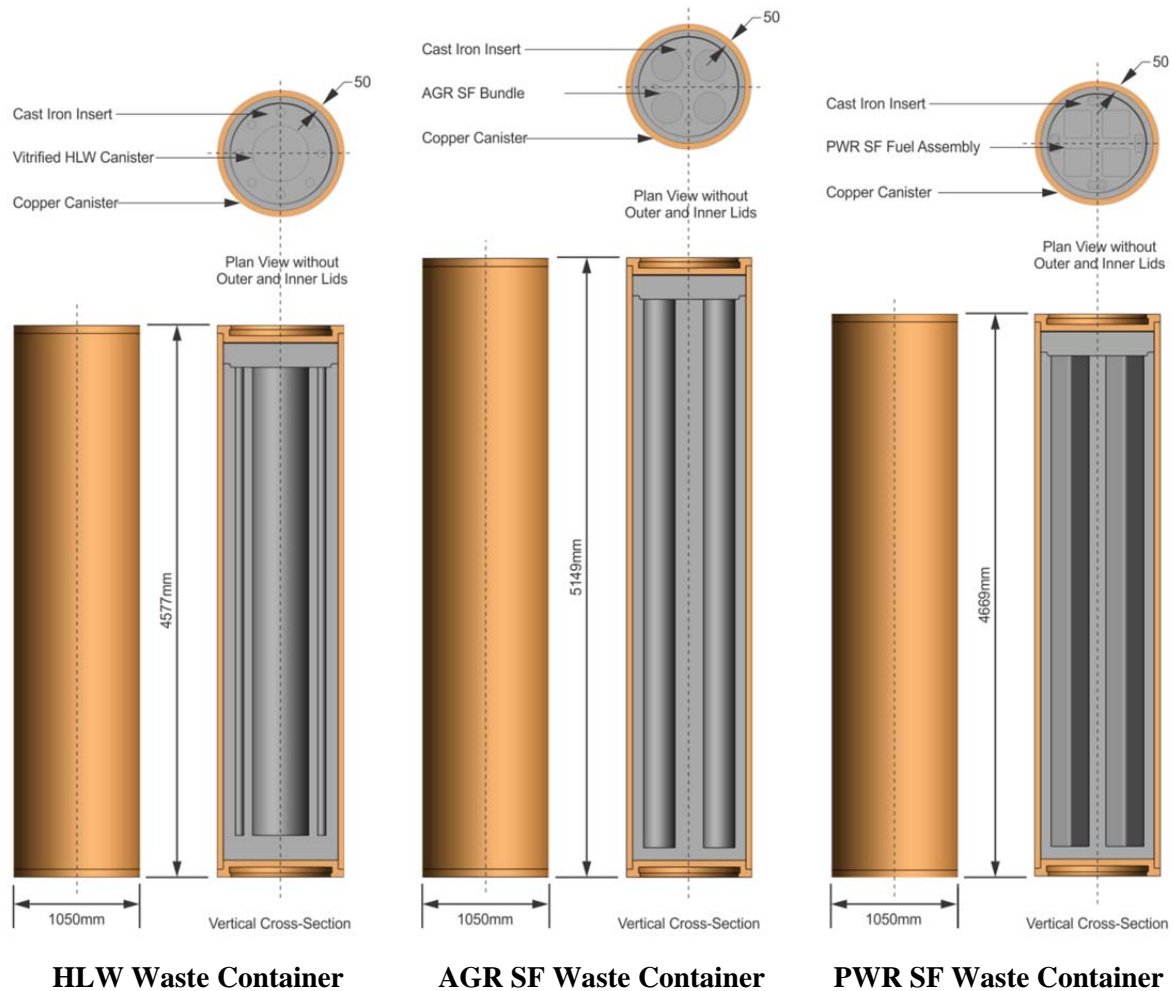 Cast Iron Insert
Vitrified HLW Canister
Copper Canister
50
Plan View without
Outer and Inner Lids
4577mm
1050mm
Vertical Cross-Section
HLW Waste Container
Cast Iron Insert
AGR SF Bundle
Copper Canister
50
Plan View without
Outer and Inner Lids
5149mm
1050mm
Vertical Cross-Section
AGR SF Waste Container
Cast Iron Insert
PWR SF Fuel Assembly
Copper Canister
50
Plan View without
Outer and Inner Lids
4669mm
1050mm
Vertical Cross-Section
PWR SF Waste Container